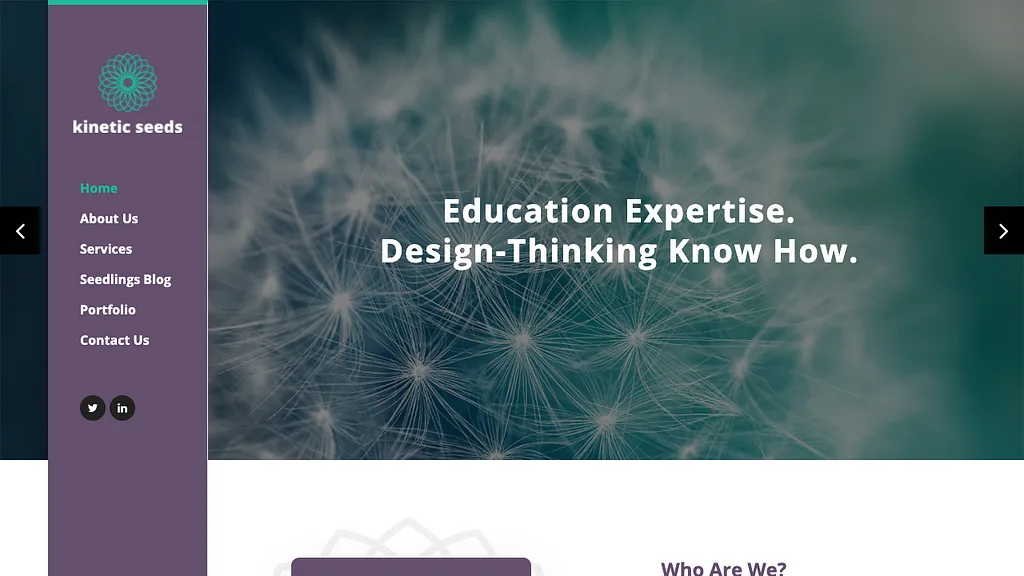 kinetic seeds
Home
About Us
Services
Seedlings Blog
Portfolio
Contact Us
in
Education Expertise.
Design-Thinking Know How.
Who Are We?